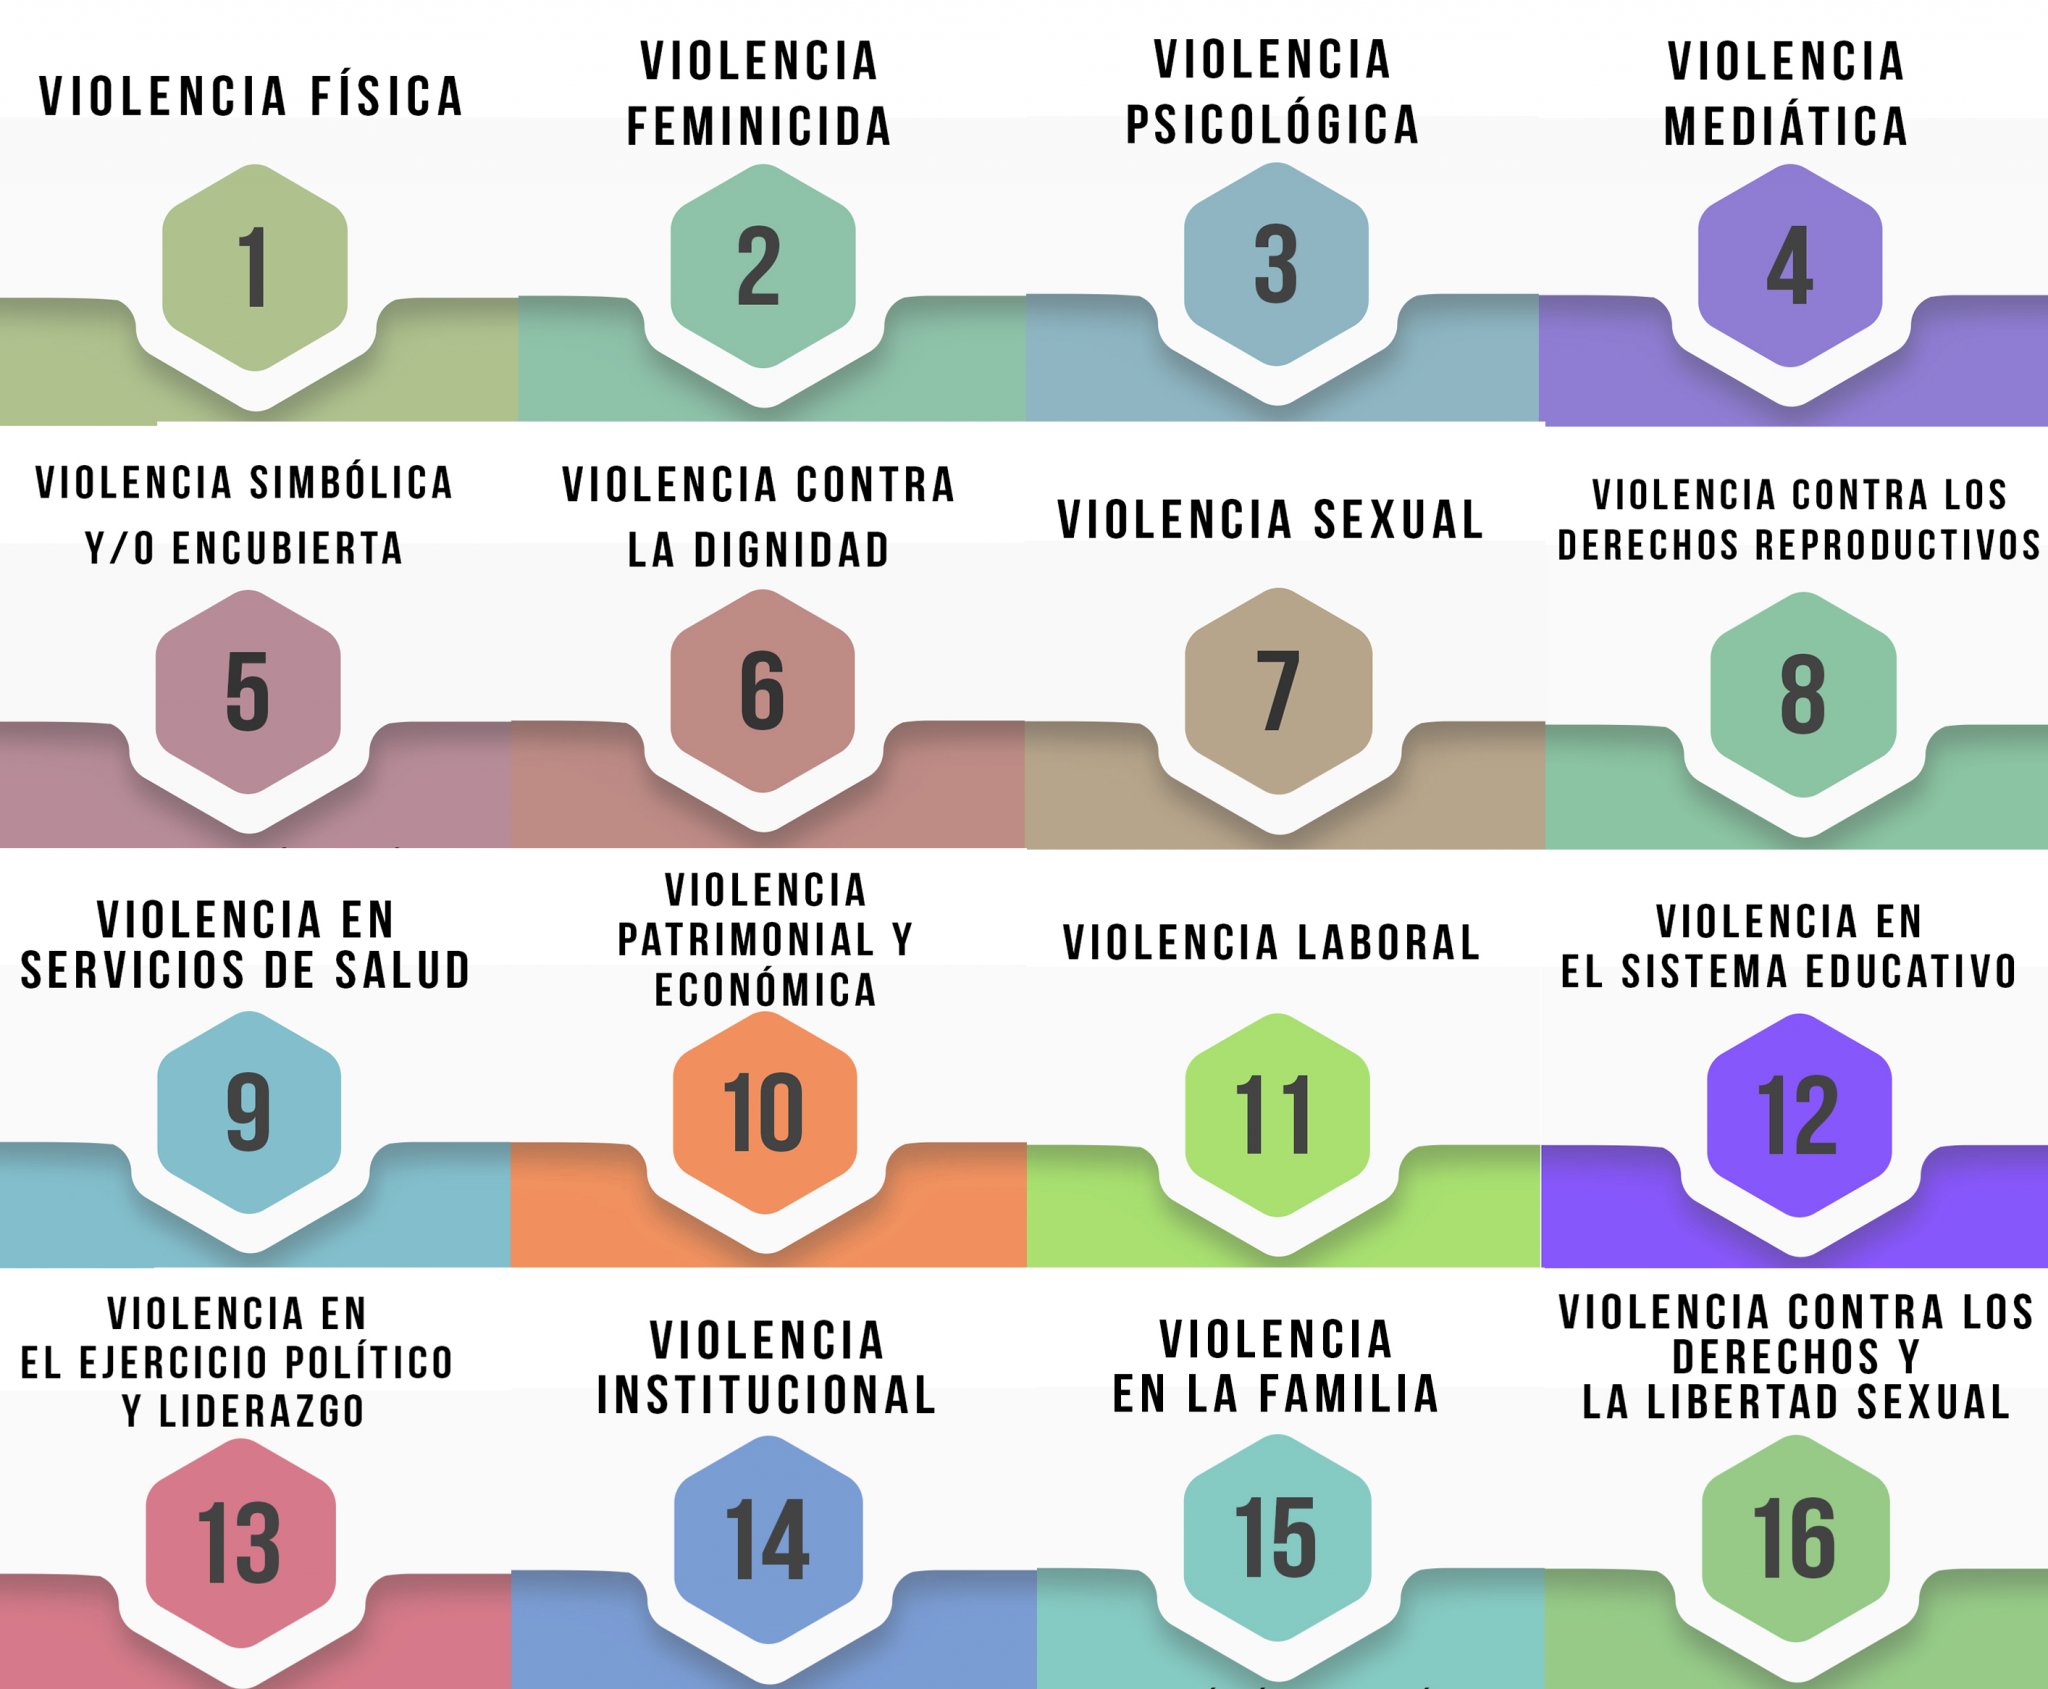 VIOLENCIA FÍSICA
1
VIOLENCIA
FEMINICIDA
2
VIOLENCIA
PSICOLÓGICA
3
VIOLENCIA
MEDIÁTICA
4
VIOLENCIA SIMBÓLICA
Y/O ENCUBIERTA
5
VIOLENCIA CONTRA
LA DIGNIDAD
6
VIOLENCIA SEXUAL
7
VIOLENCIA CONTRA LOS
DERECHOS REPRODUCTIVOS
8
VIOLENCIA EN
SERVICIOS DE SALUD
9
VIOLENCIA
PATRIMONIAL Y
ECONÓMICA
10
VIOLENCIA LABORAL
11
VIOLENCIA EN
EL SISTEMA EDUCATIVO
12
VIOLENCIA EN
EL EJERCICIO POLÍTICO
Y LIDERAZGO
13
VIOLENCIA
INSTITUCIONAL
14
VIOLENCIA
EN LA FAMILIA
15
VIOLENCIA CONTRA LOS
DERECHOS Y
LA LIBERTAD SEXUAL
16